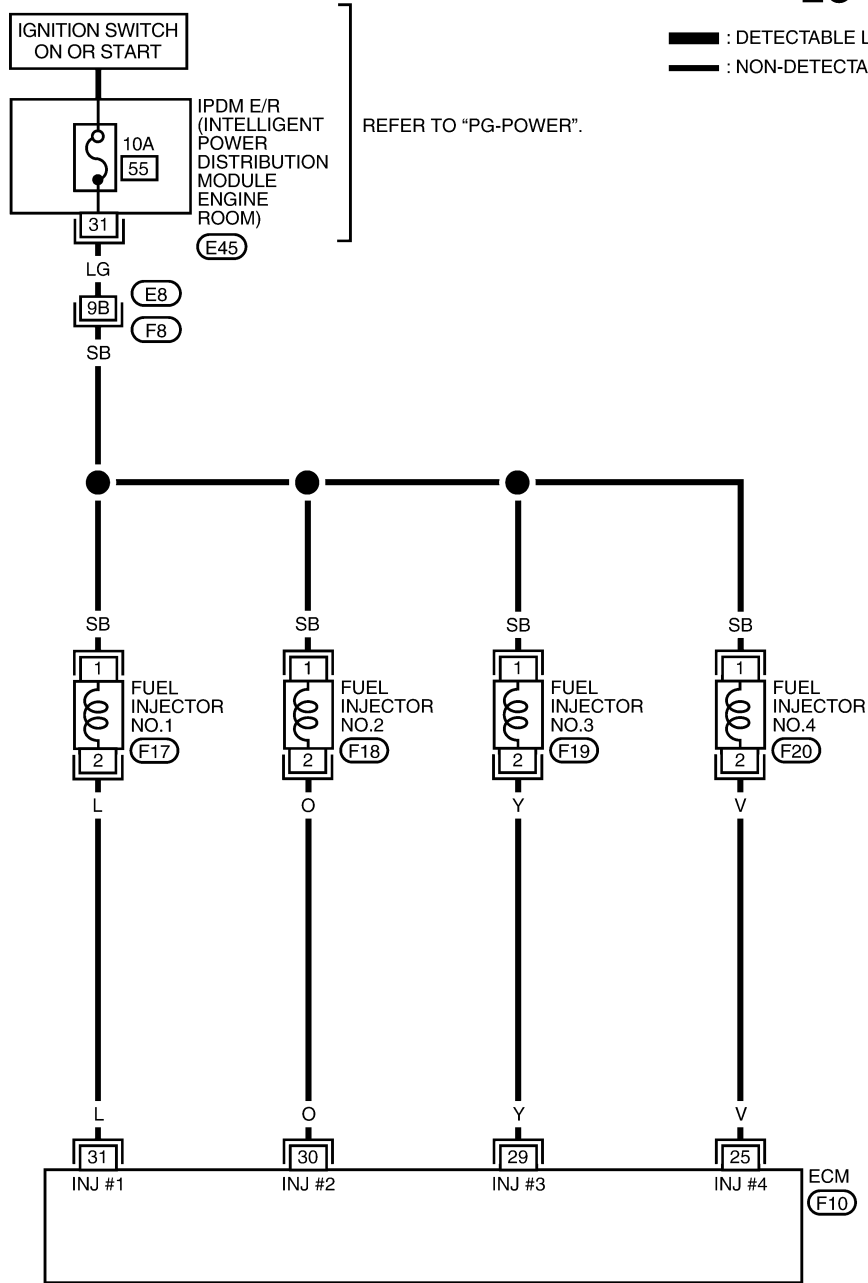 IGNITION SWITCH
ON OR START
: DETECTABLE L
: NON-DETECTA
IPDM E/R
(INTELLIGENT
POWER
DISTRIBUTION
MODULE
ENGINE
ROOM)
E45
REFER TO “PG-POWER”.
10A
55
31
LG
E8
9B
F8
SB
SB SB SB SB
1 1 1 1
FUEL
INJECTOR
NO.1
F17
FUEL
INJECTOR
NO.2
F18
FUEL
INJECTOR
NO.3
F19
FUEL
INJECTOR
NO.4
F20
2 2 2 2
L O Y V
L O Y V
31 30 29 25
INJ #1 INJ #2 INJ #3 INJ #4
ECM
F10